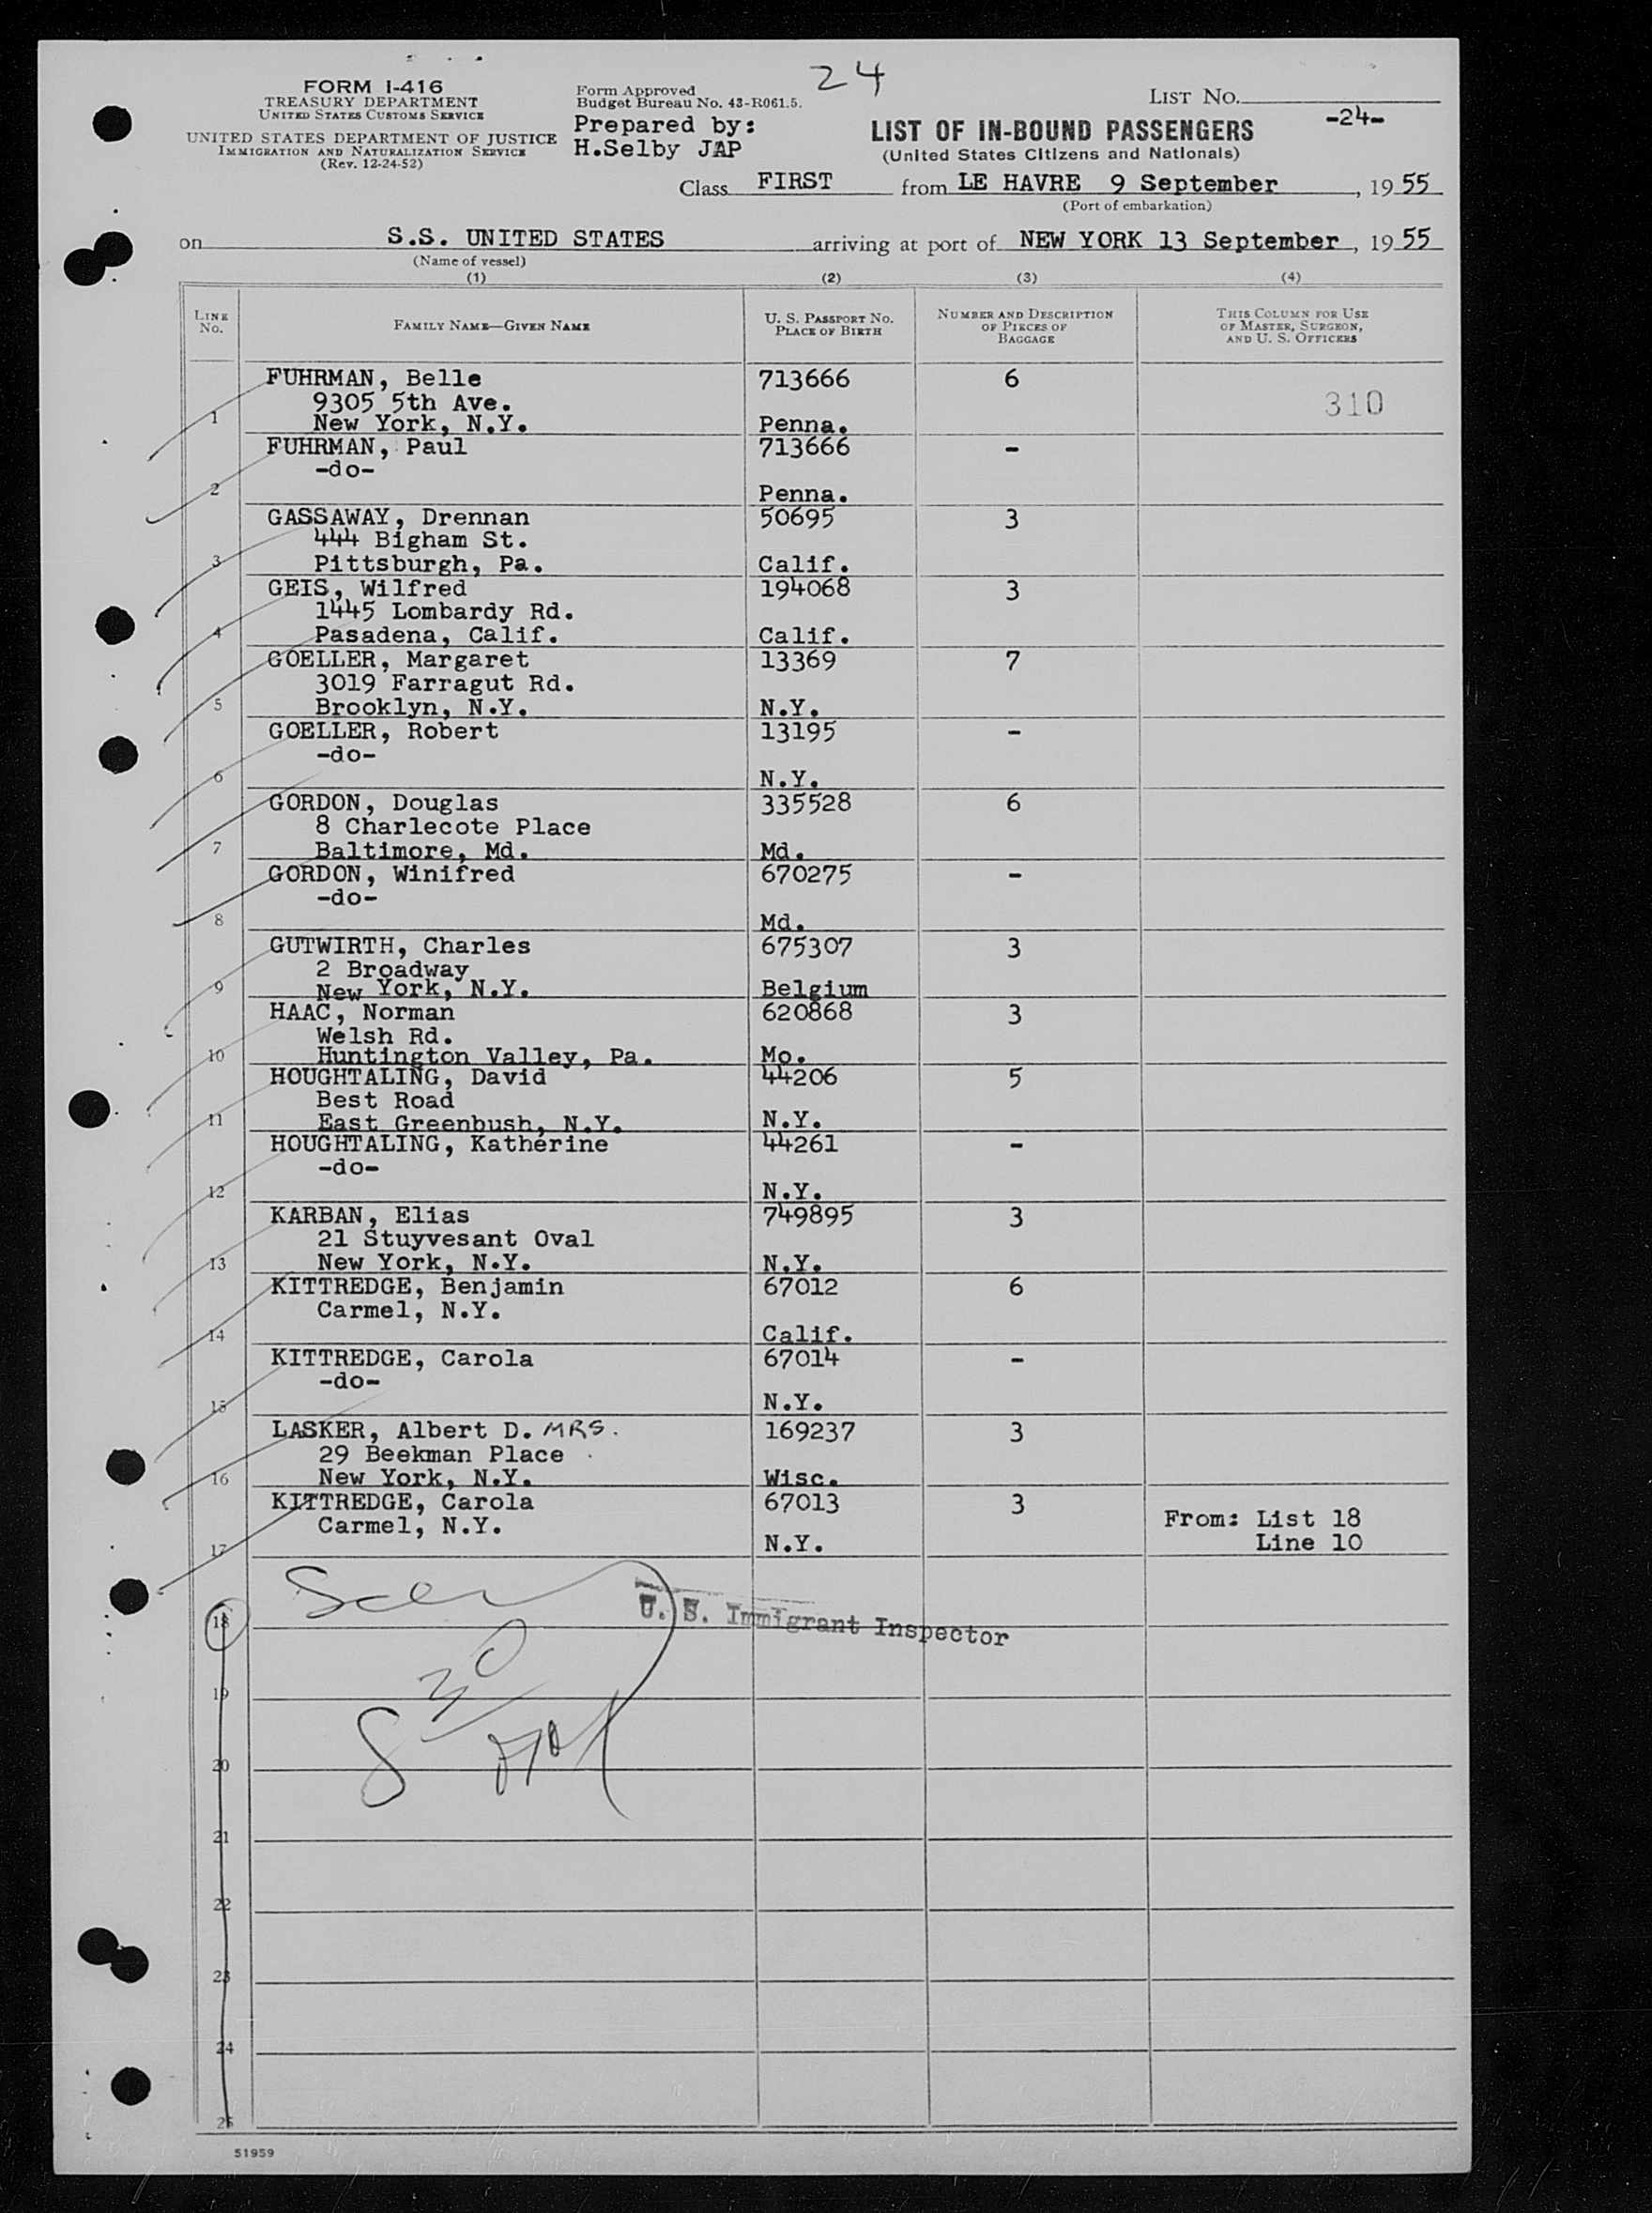 24
FORM I-416
TREASURY DEPARTMENT
UNITED STATES CUSTOMS SERVICE
UNITED STATES DEPARTMENT OF JUSTICE
IMMIGRATION AND NATURALIZATION SERVICE
(Rev. 12-24-52)
Form Approved
Budget Bureau No. 43-R061.5.
Prepared by:
H.Selby JAP
LIST NO. -24-
LIST OF IN-BOUND PASSENGERS
(United States Citizens and Nationals)
Class FIRST from LE HAVRE 9 September, 1955
(Port of embarkation)
on S.S. UNITED STATES arriving at port of NEW YORK 13 September, 1955
(Name of vessel)
(1) (2) (3) (4)
LINE No. FAMILY NAME—GIVEN NAME U. S. PASSPORT NO. PLACE OF BIRTH NUMBER AND DESCRIPTION OF PIECES OF BAGGAGE THIS COLUMN FOR USE OF MASTER, SURGEON, AND U. S. OFFICERS
FUHRMAN, Belle 713666 6
9305 5th Ave. 310
1 New York, N.Y. Penna.
FUHRMAN, Paul 713666 -
-do-
2 Penna.
GASSAWAY, Drennan 50695 3
444 Bigham St.
3 Pittsburgh, Pa. Calif.
GEIS, Wilfred 194068 3
1445 Lombardy Rd.
4 Pasadena, Calif. Calif.
GOELLER, Margaret 13369 7
3019 Farragut Rd.
5 Brooklyn, N.Y. N.Y.
GOELLER, Robert 13195 -
-do-
6 N.Y.
GORDON, Douglas 335528 6
8 Charlecote Place
7 Baltimore, Md. Md.
GORDON, Winifred 670275 -
-do-
8 Md.
GUTWIRTH, Charles 675307 3
2 Broadway
9 New York, N.Y. Belgium
HAAC, Norman 620868 3
Welsh Rd.
10 Huntington Valley, Pa. Mo.
HOUGHTALING, David 44206 5
Best Road
11 East Greenbush, N.Y. N.Y.
HOUGHTALING, Katherine 44261 -
-do-
12 N.Y.
KARBAN, Elias 749895 3
21 Stuyvesant Oval
13 New York, N.Y. N.Y.
KITTREDGE, Benjamin 67012 6
Carmel, N.Y.
14 Calif.
KITTREDGE, Carola 67014 -
-do-
15 N.Y.
LASKER, Albert D. MRS. 169237 3
29 Beekman Place
16 New York, N.Y. Wisc.
KITTREDGE, Carola 67013 3
Carmel, N.Y. From: List 18
17 N.Y. Line 10
U. S. Immigrant Inspector
18
19
20
21
22
23
24
25
51959